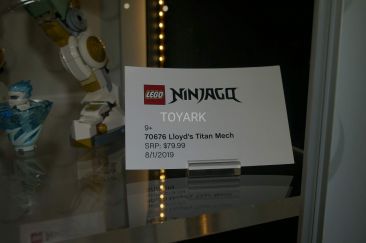 LEGO NINJAGO
TOYARK
9+
70676 Lloyd's Titan Mech
SRP: $79.99
8/1/2019